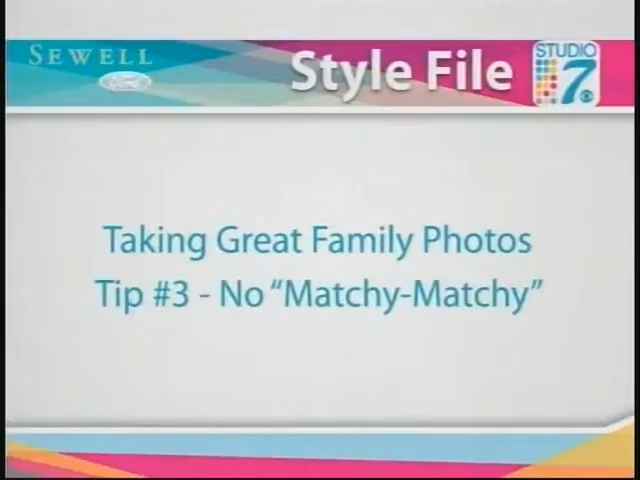 SEWELL
Ford
Style File
STUDIO
7
Taking Great Family Photos
Tip #3 - No “Matchy-Matchy”